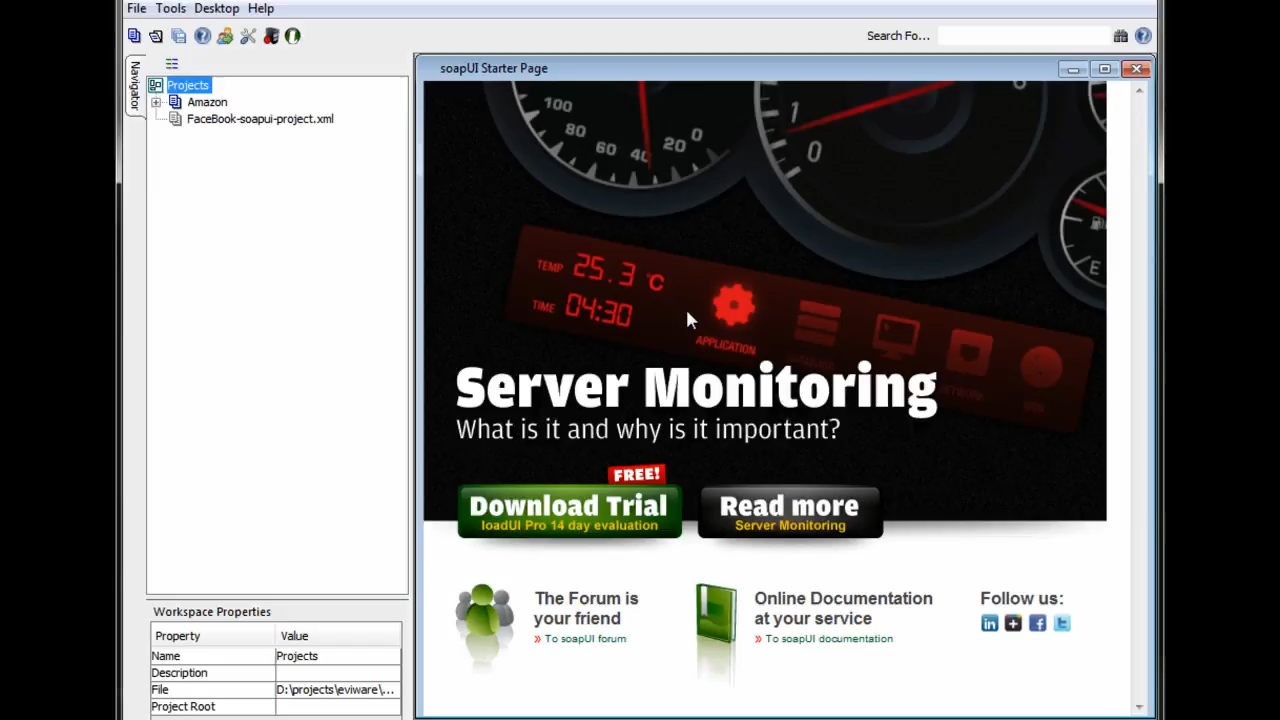 File Tools Desktop Help
Search Fo...
Navigator
Projects
Amazon
FaceBook-soapui-project.xml
Workspace Properties
Property Value
Name Projects
Description
File D:\projects\eviware\...
Project Root
soapUI Starter Page
100
80
60
40
20
0
1
0
6
E
TEMP 25.3 °C
TIME 04:30
APPLICATION
Server Monitoring
What is it and why is it important?
FREE!
Download Trial
loadUI Pro 14 day evaluation
Read more
Server Monitoring
The Forum is
your friend
» To soapUI forum
Online Documentation
at your service
» To soapUI documentation
Follow us: